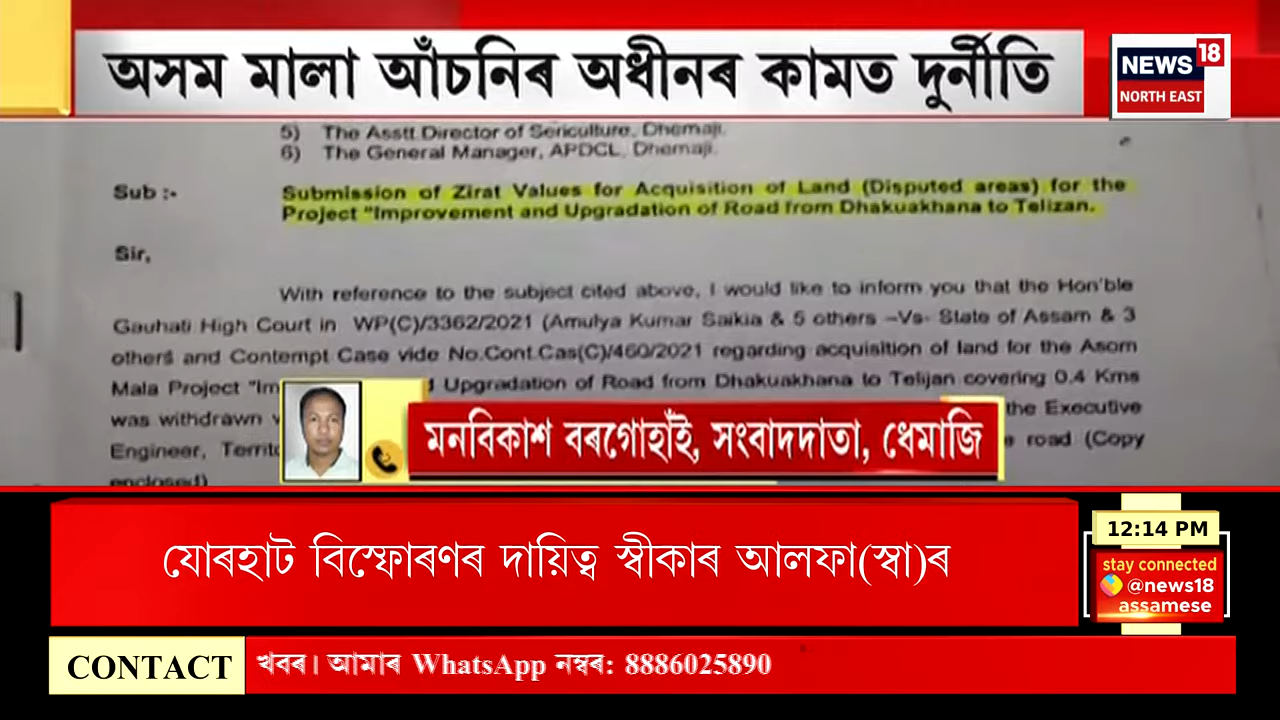 অসম মালা আঁচনিৰ অধীনৰ কামত দুৰ্নীতি
NEWS 18
NORTH EAST
5) The Asstt Director of Sericulture, Dhemaji.
6) The General Manager, APDCL, Dhemaji.
Sub :- Submission of Zirat Values for Acquisition of Land (Disputed areas) for the
Project "Improvement and Upgradation of Road from Dhakuakhana to Telizan.
Sir,
With reference to the subject cited above, I would like to inform you that the Hon'ble
Gauhati High Court in WP(C)/3362/2021 (Amulya Kumar Saikia & 5 others –Vs- State of Assam & 3
others and Contempt Case vide No.Cont.Cas(C)/460/2021 regarding acquisition of land for the Asom
Mala Project "Im Upgradation of Road from Dhakuakhana to Telijan covering 0.4 Kms
was withdrawn the Executive
Engineer, road (Copy
enclosed)
মনবিকাশ বৰগোহাঁই, সংবাদদাতা, ধেমাজি
যোৰহাট বিস্ফোৰণৰ দায়িত্ব স্বীকাৰ আলফা(স্বা)ৰ
12:14 PM
stay connected
@news18
assamese
CONTACT খবৰ। আমাৰ WhatsApp নম্বৰ: 8886025890